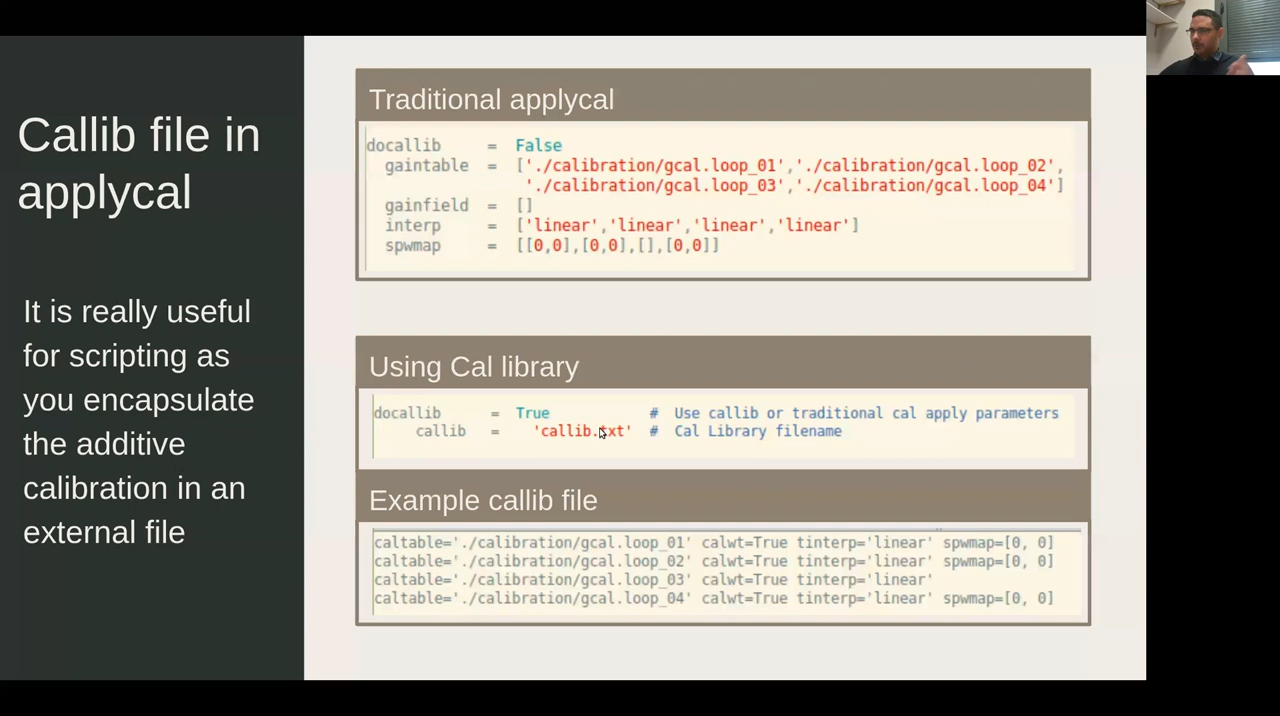 Callib file in
applycal
It is really useful
for scripting as
you encapsulate
the additive
calibration in an
external file
Traditional applycal
docallib = False
gaintable = ['./calibration/gcal.loop_01','./calibration/gcal.loop_02',
'./calibration/gcal.loop_03','./calibration/gcal.loop_04']
gainfield = []
interp = ['linear','linear','linear','linear']
spwmap = [[0,0],[0,0],[],[0,0]]
Using Cal library
docallib = True # Use callib or traditional cal apply parameters
callib = 'callib.txt' # Cal Library filename
Example callib file
caltable='./calibration/gcal.loop_01' calwt=True tinterp='linear' spwmap=[0, 0]
caltable='./calibration/gcal.loop_02' calwt=True tinterp='linear' spwmap=[0, 0]
caltable='./calibration/gcal.loop_03' calwt=True tinterp='linear'
caltable='./calibration/gcal.loop_04' calwt=True tinterp='linear' spwmap=[0, 0]